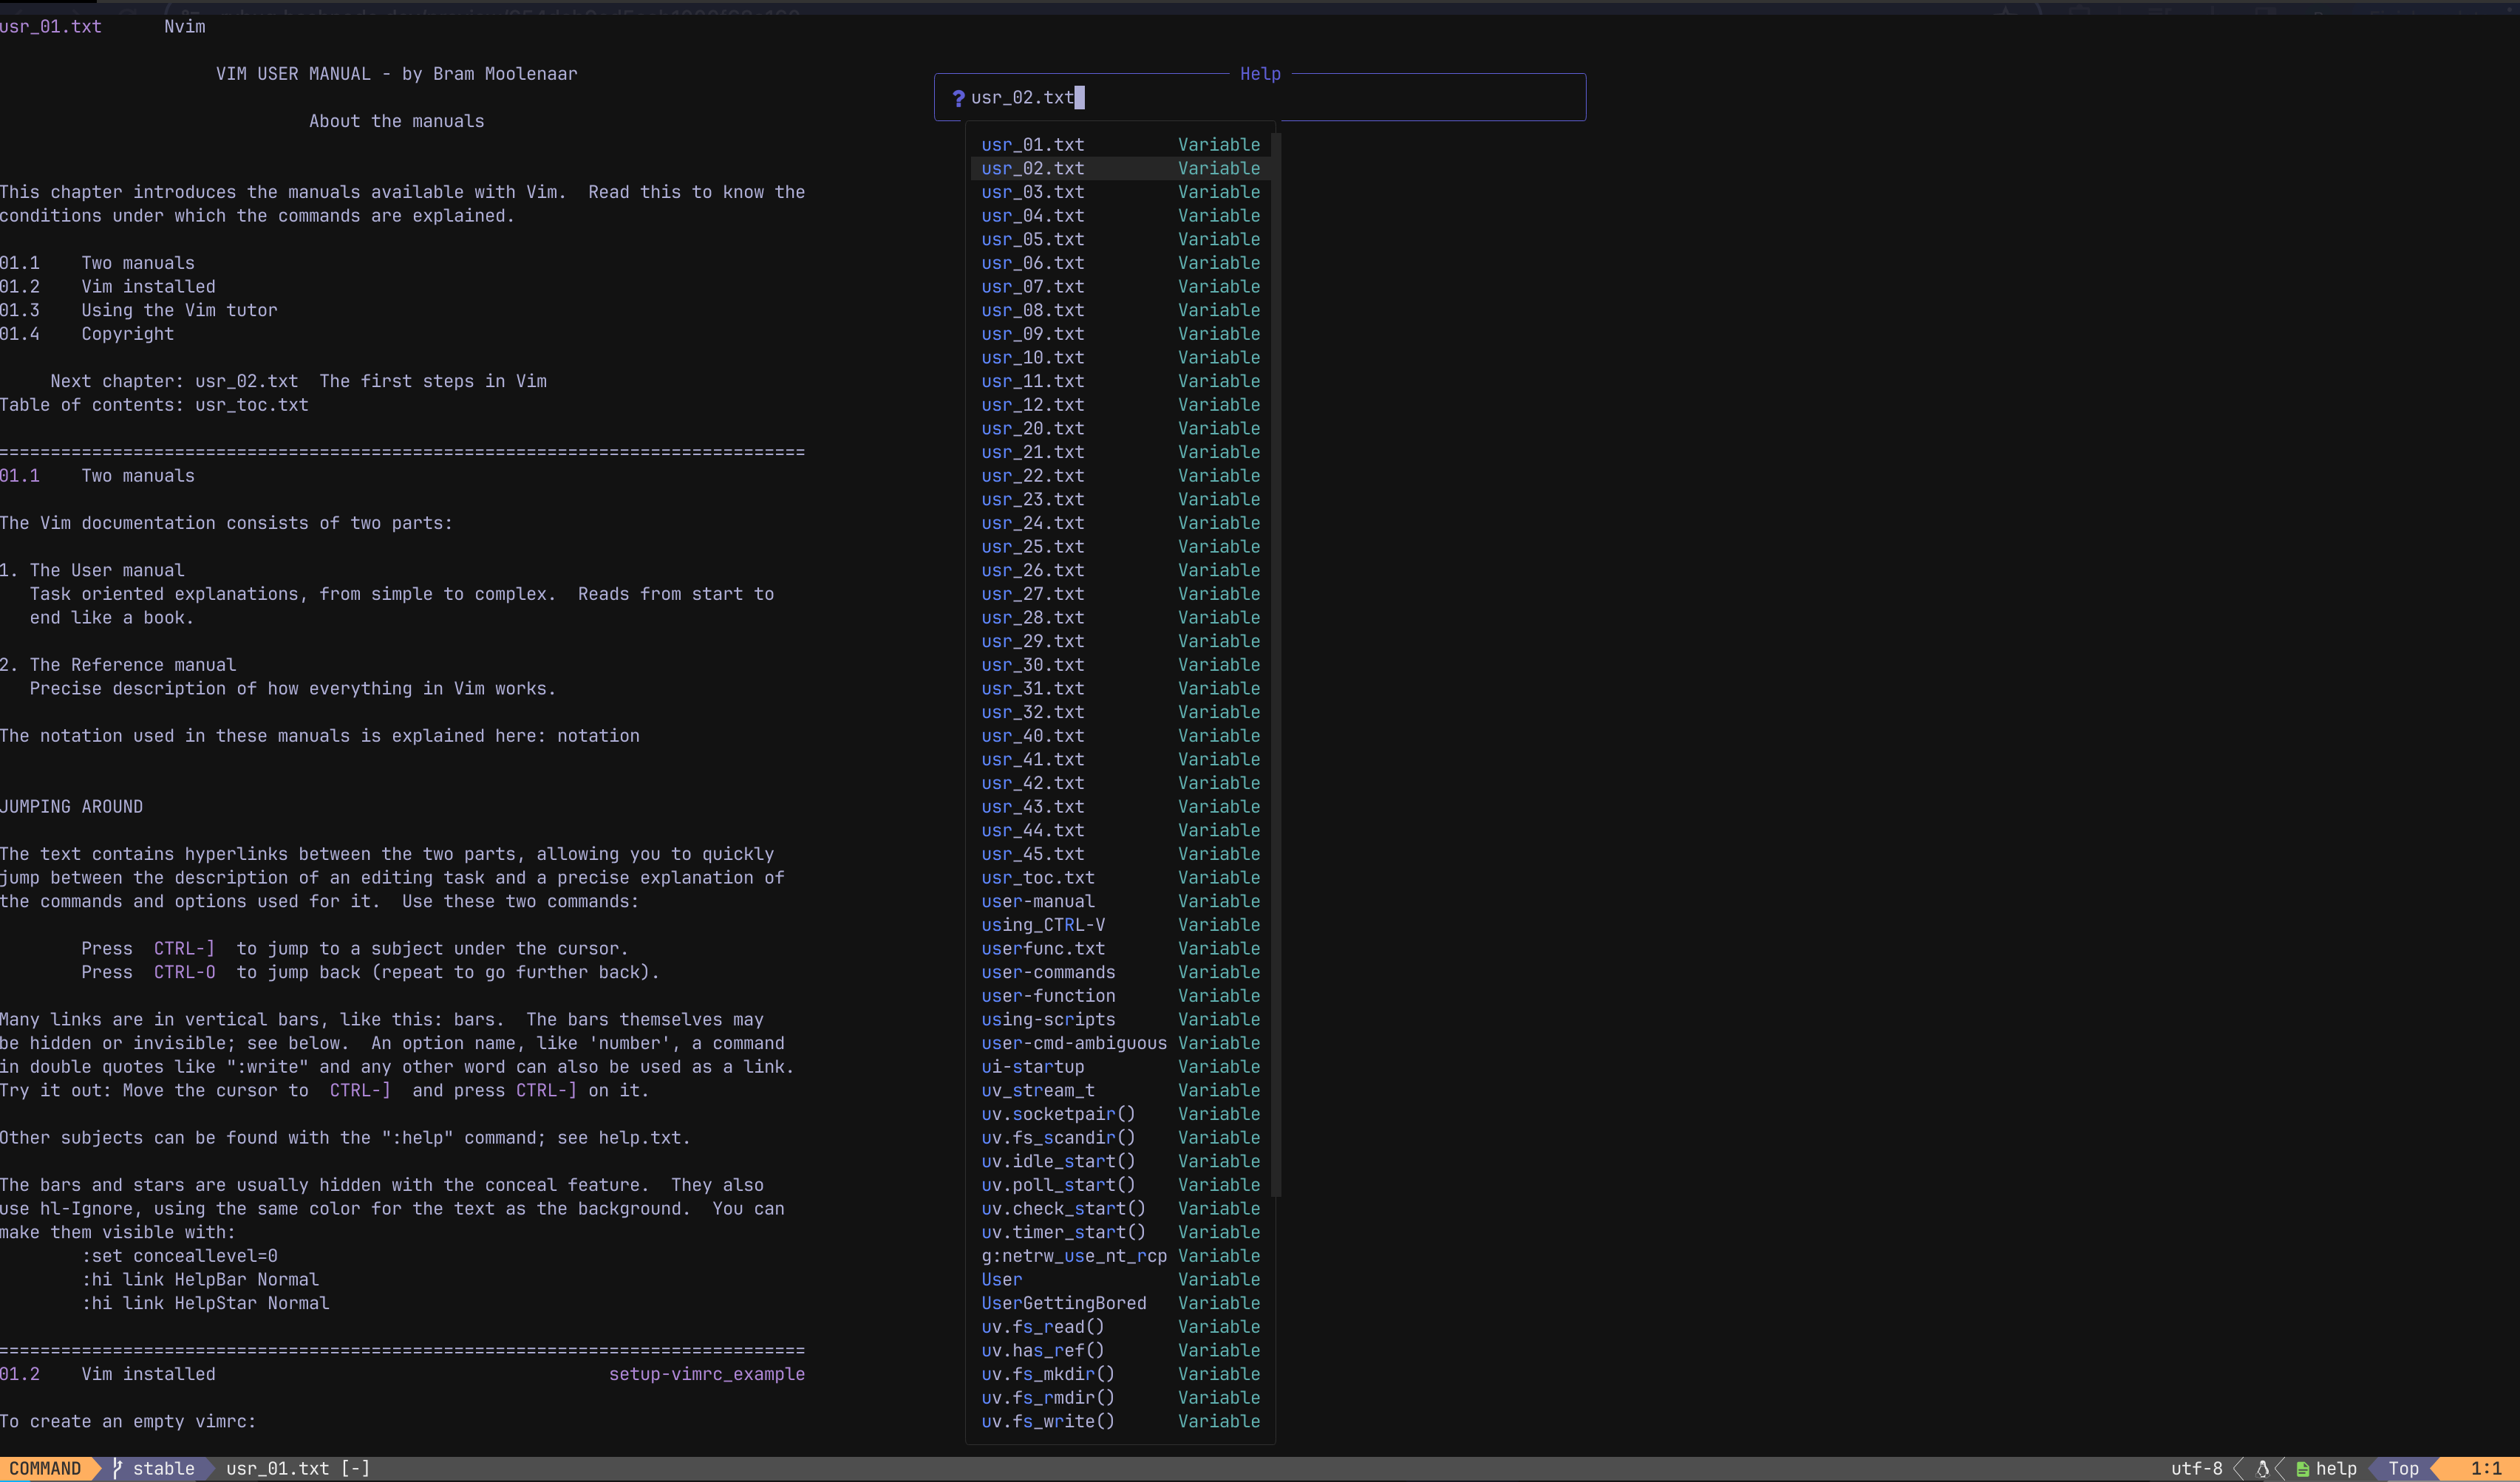 usr_01.txt Nvim
VIM USER MANUAL - by Bram Moolenaar
About the manuals
This chapter introduces the manuals available with Vim. Read this to know the
conditions under which the commands are explained.
01.1 Two manuals
01.2 Vim installed
01.3 Using the Vim tutor
01.4 Copyright
Next chapter: usr_02.txt The first steps in Vim
Table of contents: usr_toc.txt
==============================================================================
01.1 Two manuals
The Vim documentation consists of two parts:
1. The User manual
Task oriented explanations, from simple to complex. Reads from start to
end like a book.
2. The Reference manual
Precise description of how everything in Vim works.
The notation used in these manuals is explained here: notation
JUMPING AROUND
The text contains hyperlinks between the two parts, allowing you to quickly
jump between the description of an editing task and a precise explanation of
the commands and options used for it. Use these two commands:
Press CTRL-] to jump to a subject under the cursor.
Press CTRL-O to jump back (repeat to go further back).
Many links are in vertical bars, like this: bars. The bars themselves may
be hidden or invisible; see below. An option name, like 'number', a command
in double quotes like ":write" and any other word can also be used as a link.
Try it out: Move the cursor to CTRL-] and press CTRL-] on it.
Other subjects can be found with the ":help" command; see help.txt.
The bars and stars are usually hidden with the conceal feature. They also
use hl-Ignore, using the same color for the text as the background. You can
make them visible with:
:set conceallevel=0
:hi link HelpBar Normal
:hi link HelpStar Normal
==============================================================================
01.2 Vim installed setup-vimrc_example
To create an empty vimrc:
Help
? usr_02.txt
usr_01.txt Variable
usr_02.txt Variable
usr_03.txt Variable
usr_04.txt Variable
usr_05.txt Variable
usr_06.txt Variable
usr_07.txt Variable
usr_08.txt Variable
usr_09.txt Variable
usr_10.txt Variable
usr_11.txt Variable
usr_12.txt Variable
usr_20.txt Variable
usr_21.txt Variable
usr_22.txt Variable
usr_23.txt Variable
usr_24.txt Variable
usr_25.txt Variable
usr_26.txt Variable
usr_27.txt Variable
usr_28.txt Variable
usr_29.txt Variable
usr_30.txt Variable
usr_31.txt Variable
usr_32.txt Variable
usr_40.txt Variable
usr_41.txt Variable
usr_42.txt Variable
usr_43.txt Variable
usr_44.txt Variable
usr_45.txt Variable
usr_toc.txt Variable
user-manual Variable
using_CTRL-V Variable
userfunc.txt Variable
user-commands Variable
user-function Variable
using-scripts Variable
user-cmd-ambiguous Variable
ui-startup Variable
uv_stream_t Variable
uv.socketpair() Variable
uv.fs_scandir() Variable
uv.idle_start() Variable
uv.poll_start() Variable
uv.check_start() Variable
uv.timer_start() Variable
g:netrw_use_nt_rcp Variable
User Variable
UserGettingBored Variable
uv.fs_read() Variable
uv.has_ref() Variable
uv.fs_mkdir() Variable
uv.fs_rmdir() Variable
uv.fs_write() Variable
COMMAND stable usr_01.txt [-] utf-8 help Top 1:1